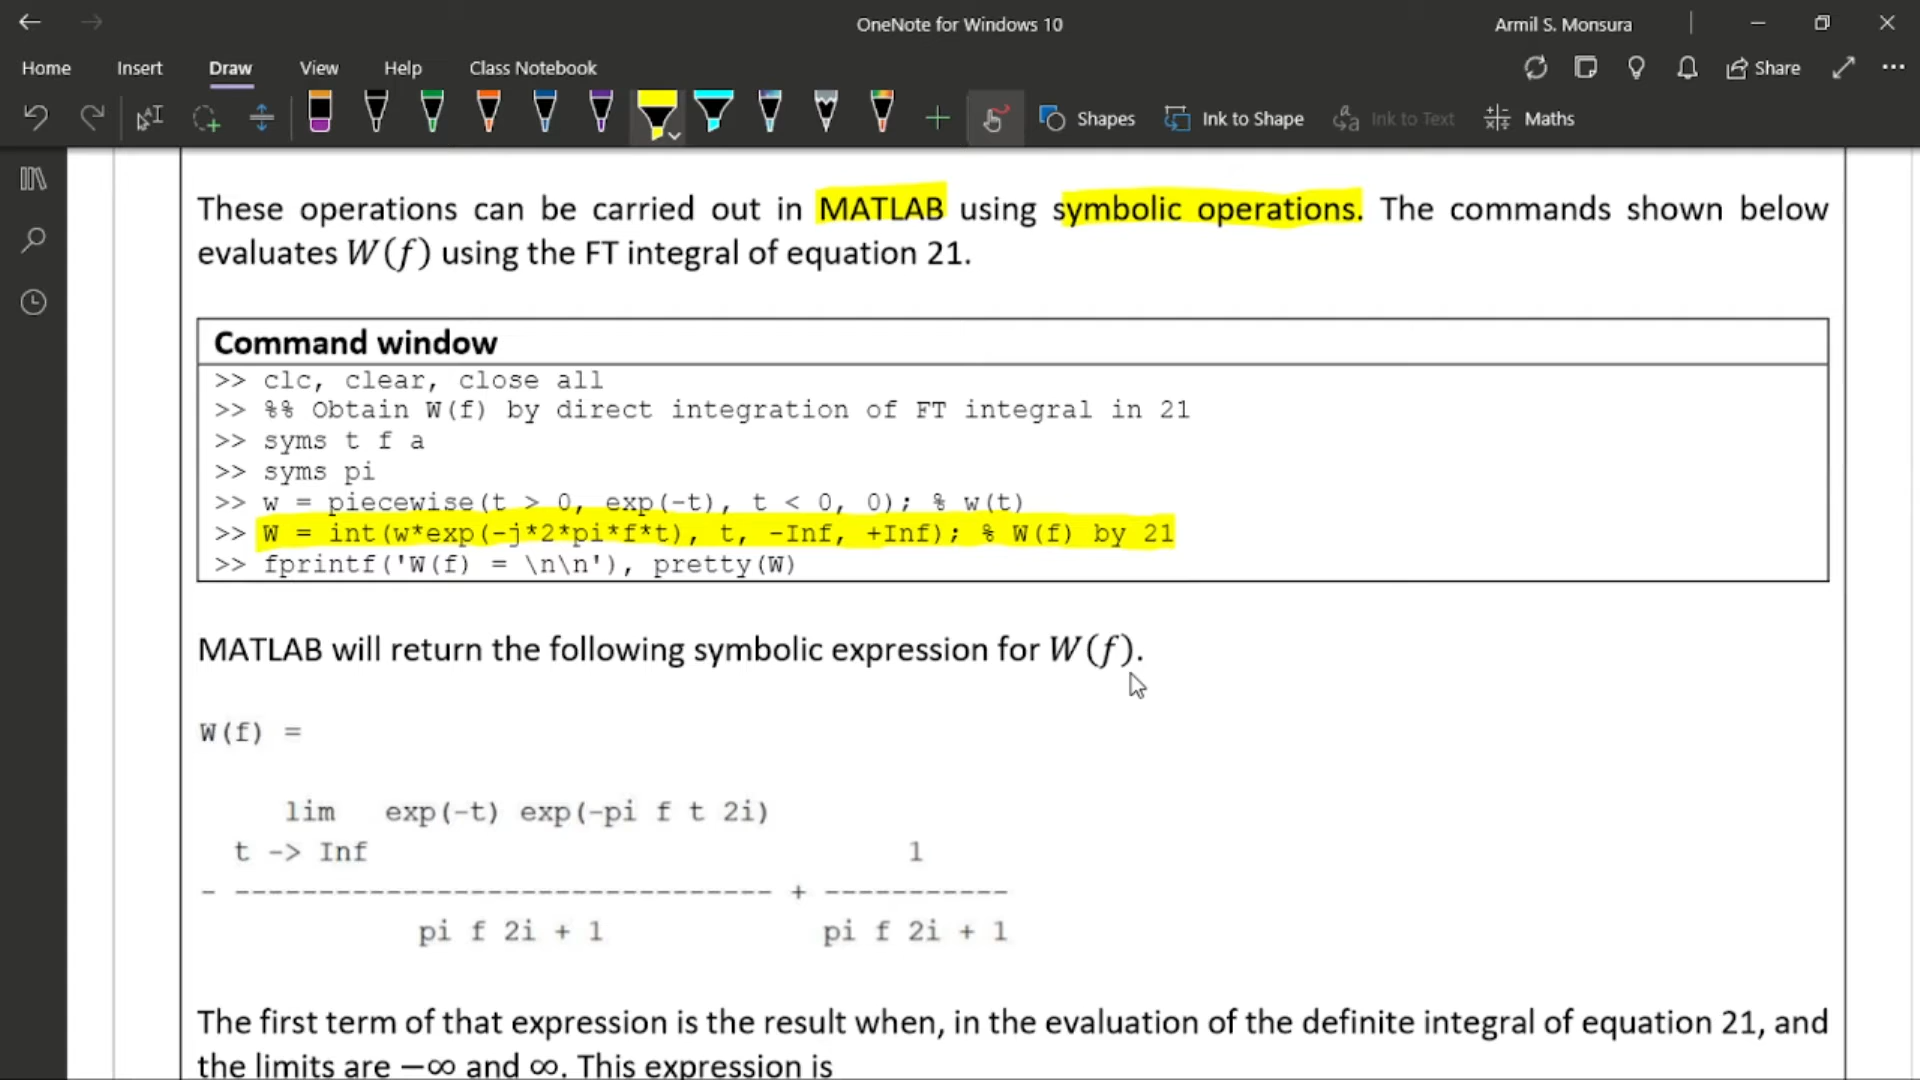 OneNote for Windows 10
Armil S. Monsura
Home Insert Draw View Help Class Notebook
Share
Shapes Ink to Shape Ink to Text Maths
These operations can be carried out in MATLAB using symbolic operations. The commands shown below
evaluates W(f) using the FT integral of equation 21.
Command window
>> clc, clear, close all
>> %% Obtain W(f) by direct integration of FT integral in 21
>> syms t f a
>> syms pi
>> w = piecewise(t > 0, exp(-t), t < 0, 0); % w(t)
>> W = int(w*exp(-j*2*pi*f*t), t, -Inf, +Inf); % W(f) by 21
>> fprintf('W(f) = \n\n'), pretty(W)
MATLAB will return the following symbolic expression for W(f).
W(f) =
lim exp(-t) exp(-pi f t 2i)
t -> Inf 1
- --------------------------------- + -----------
pi f 2i + 1 pi f 2i + 1
The first term of that expression is the result when, in the evaluation of the definite integral of equation 21, and
the limits are −∞ and ∞. This expression is